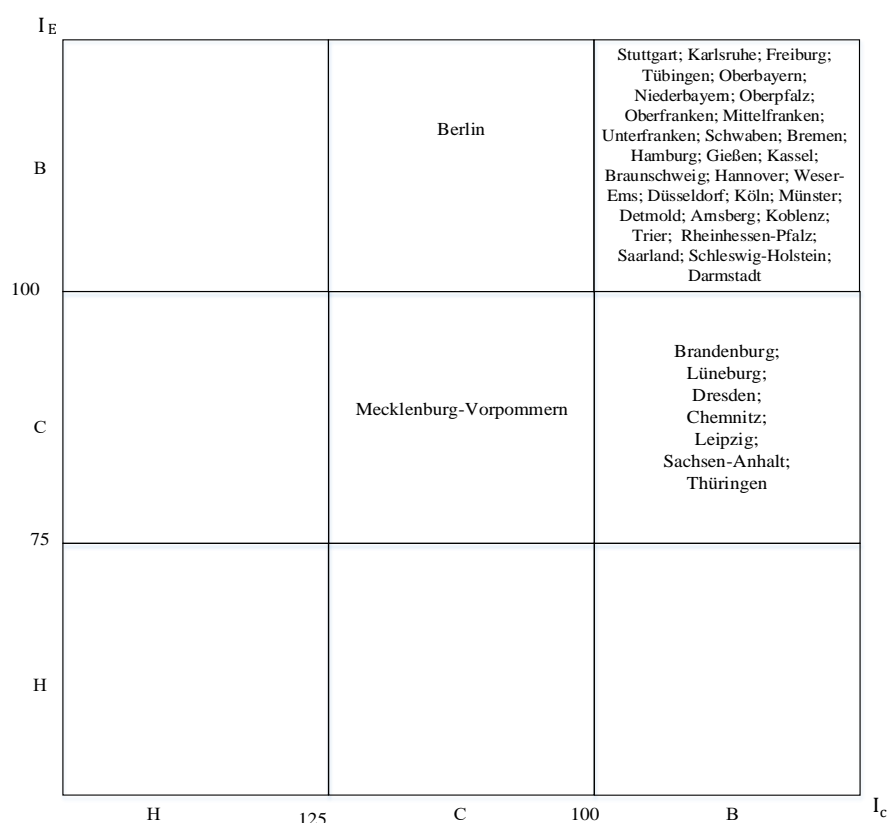 I E
Stuttgart; Karlsruhe; Freiburg;
Tübingen; Oberbayern;
Niederbayern; Oberpfalz;
Oberfranken; Mittelfranken;
Unterfranken; Schwaben; Bremen;
Hamburg; Gießen; Kassel;
Braunschweig; Hannover; Weser-
Ems; Düsseldorf; Köln; Münster;
Detmold; Arnsberg; Koblenz;
Trier; Rheinhessen-Pfalz;
Saarland; Schleswig-Holstein;
Darmstadt
Berlin
B
100
Brandenburg;
Lüneburg;
Dresden;
Chemnitz;
Leipzig;
Sachsen-Anhalt;
Thüringen
Mecklenburg-Vorpommern
C
75
H
H 125 C 100 B I c